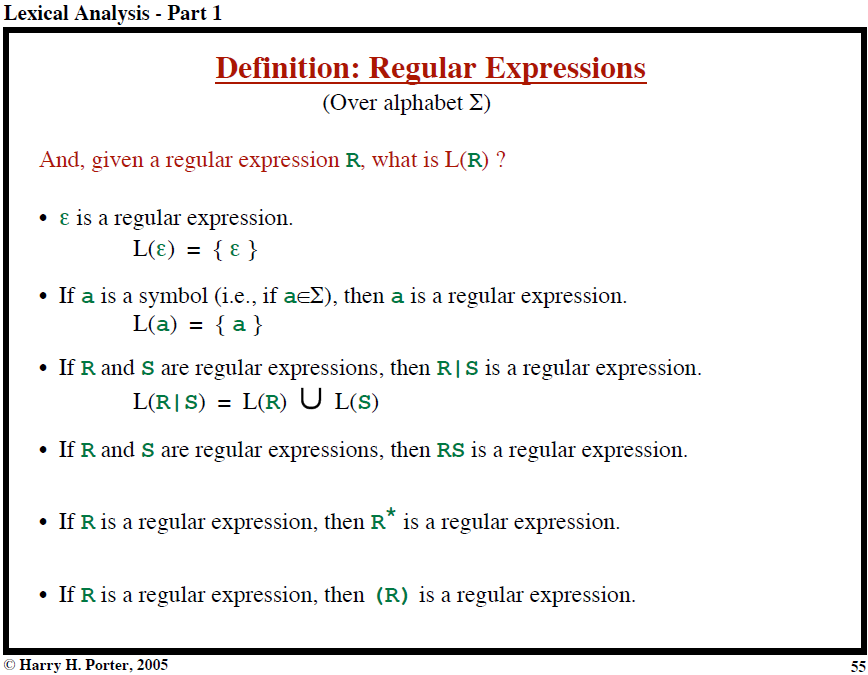 Lexical Analysis - Part 1
Definition: Regular Expressions
(Over alphabet Σ)
And, given a regular expression R, what is L(R) ?
• ε is a regular expression.
L(ε) = { ε }
• If a is a symbol (i.e., if a∈Σ), then a is a regular expression.
L(a) = { a }
• If R and S are regular expressions, then R|S is a regular expression.
L(R|S) = L(R) ∪ L(S)
• If R and S are regular expressions, then RS is a regular expression.
• If R is a regular expression, then R* is a regular expression.
• If R is a regular expression, then (R) is a regular expression.
© Harry H. Porter, 2005
55